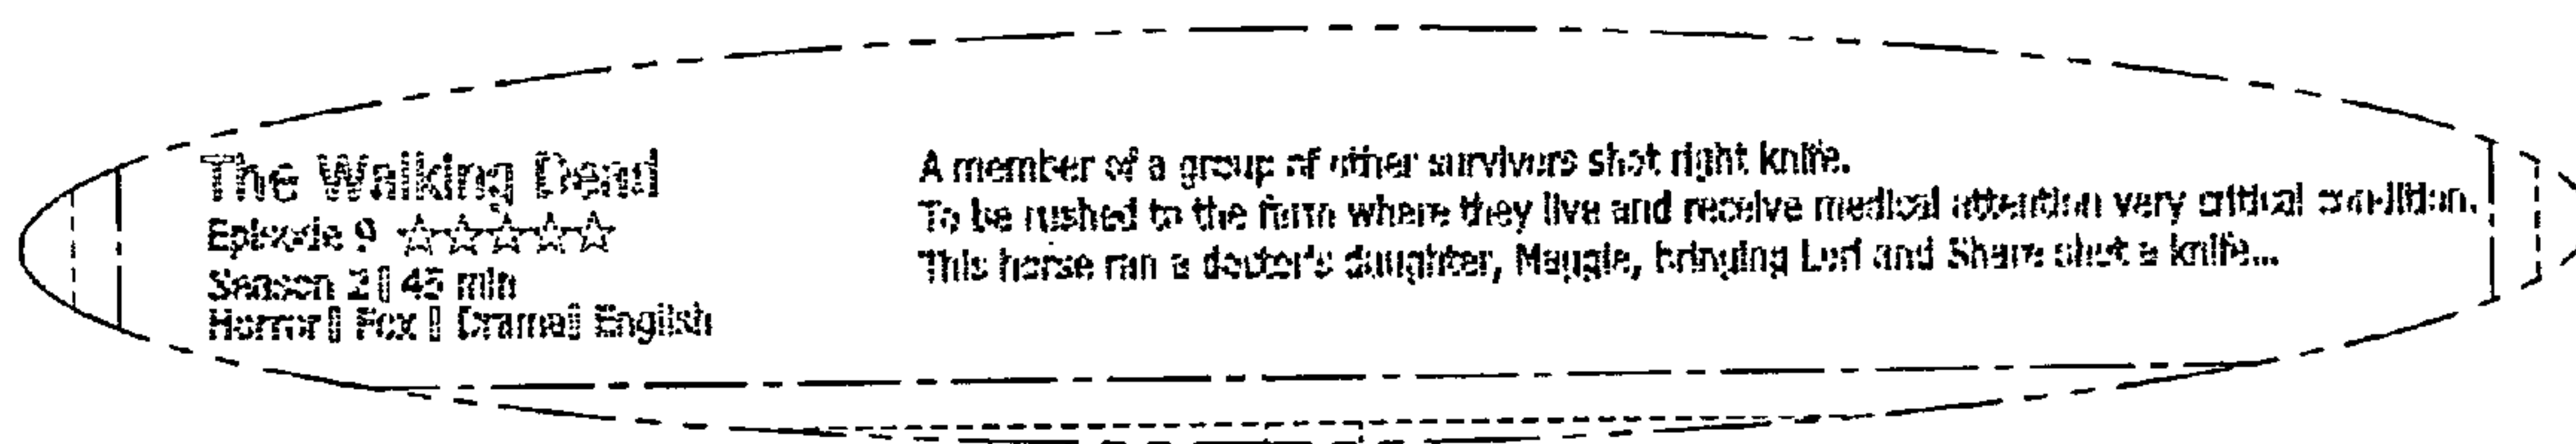 The Walking Dead
Episode 9 ☆☆☆☆☆
Season 2▯ 45 min
Horror▯ Fox ▯ Drama▯ English
A member of a group of other survivors shot right knife.
To be rushed to the farm where they live and receive medical attention very critical condition.
This horse ran a doctor's daughter, Maggie, bringing Lori and Shane shot a knife...